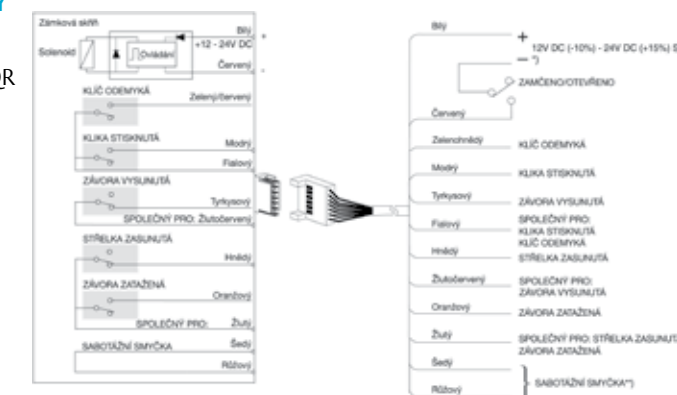 Y
QR
Zámková skříň
Solenoid
Ovládání
Bílý +
+12 - 24V DC
Červený -
KLÍČ ODEMYKÁ
Zelený/červený
KLIKA STISKNUTÁ
Modrý
Fialový
ZÁVORA VYSUNUTÁ
Tyrkysový
SPOLEČNÝ PRO: Žlutočervený
STŘELKA ZASUNUTÁ
Hnědý
ZÁVORA ZATAŽENÁ
Oranžový
SPOLEČNÝ PRO: Žlutý
SABOTÁŽNÍ SMYČKA
Šedý
Růžový
Bílý
+
12V DC (-10%) - 24V DC (+15%) S
— *)
ZAMČENO/OTEVŘENO
Červený
Zelenohnědý KLÍČ ODEMYKÁ
Modrý KLIKA STISKNUTÁ
Tyrkysový ZÁVORA VYSUNUTÁ
Fialový SPOLEČNÝ PRO:
KLIKA STISKNUTÁ
KLÍČ ODEMYKÁ
Hnědý STŘELKA ZASUNUTÁ
Žlutočervený SPOLEČNÝ PRO:
ZÁVORA VYSUNUTÁ
Oranžový ZÁVORA ZATAŽENÁ
Žlutý SPOLEČNÝ PRO: STŘELKA ZASUNUT
ZÁVORA ZATAŽENÁ
Šedý
Růžový
SABOTÁŽNÍ SMYČKA**)